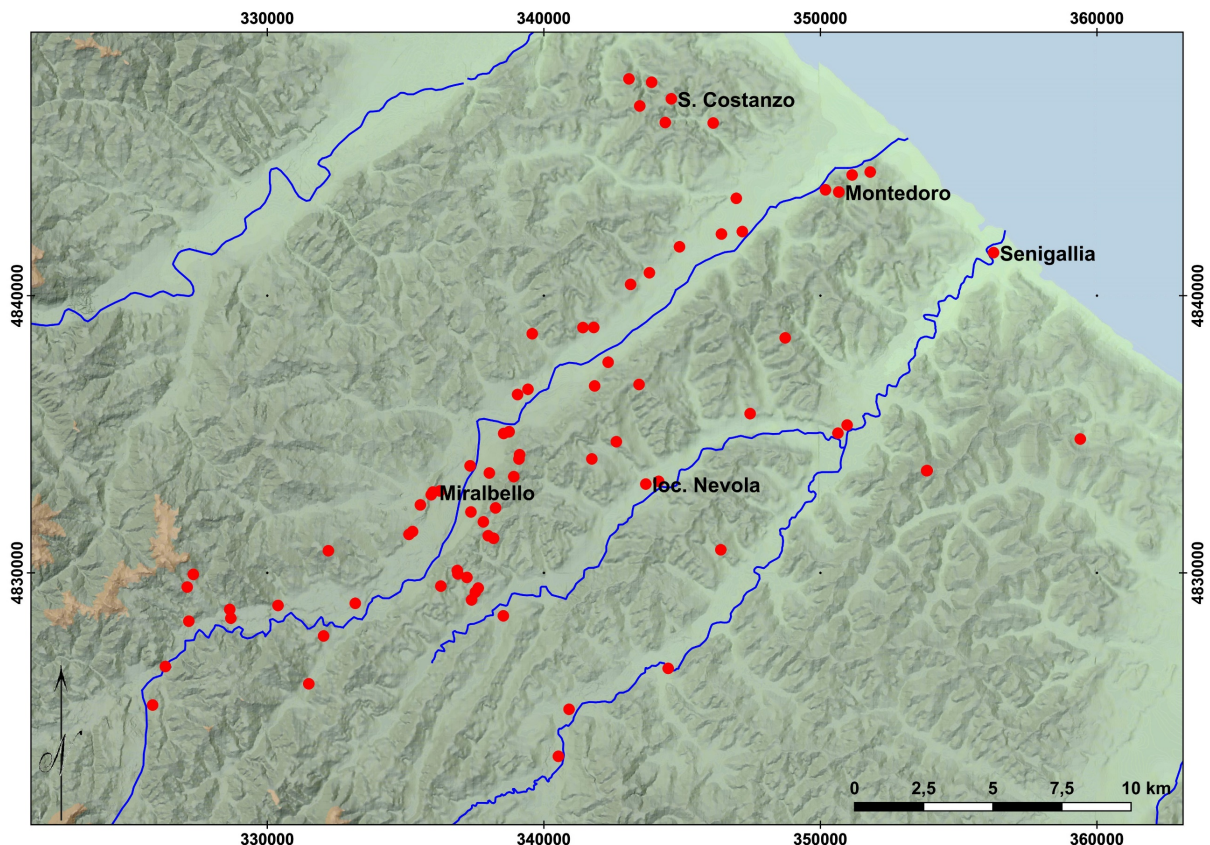 330000 340000 350000 360000
S. Costanzo
Montedoro
Senigallia
4840000 4840000
loc. Nevola
Miralbello
4830000 4830000
N
0 2,5 5 7,5 10 km
330000 340000 350000 360000